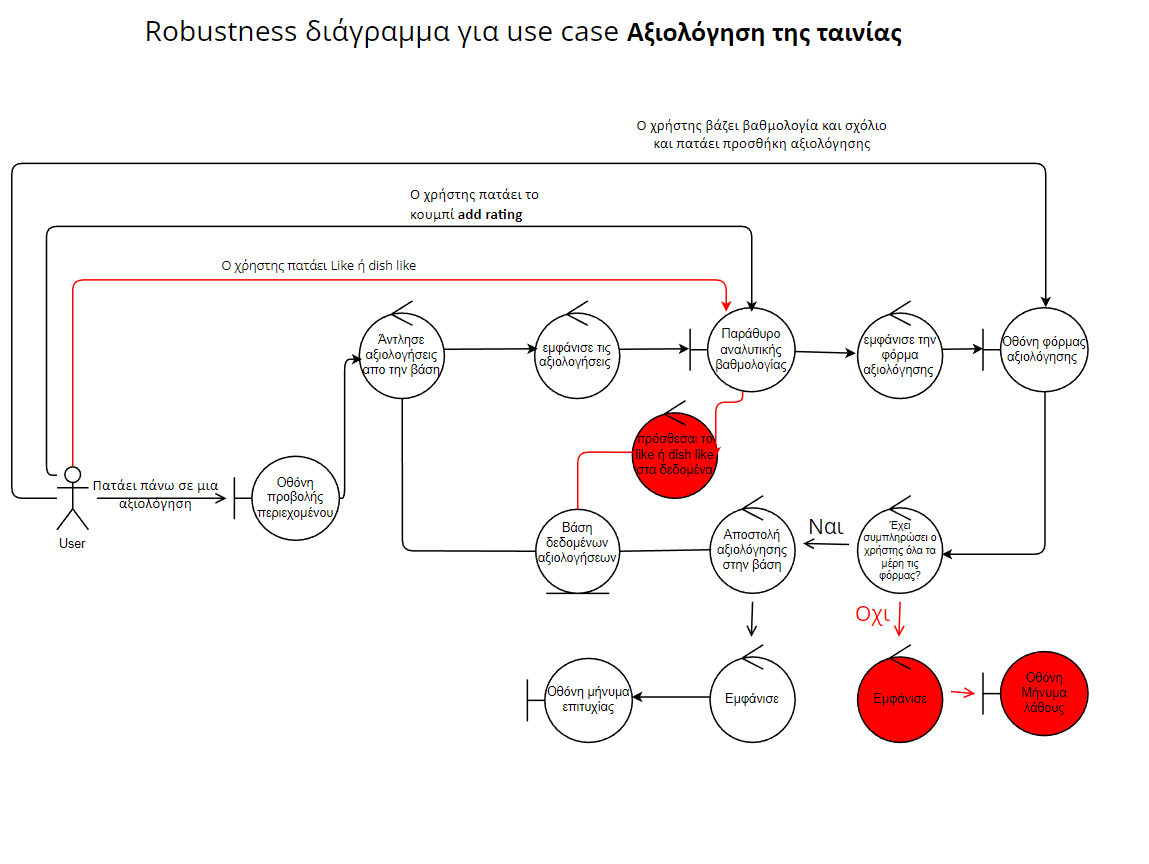 Robustness διάγραμμα για use case Αξιολόγηση της ταινίας
Ο χρήστης βάζει βαθμολογία και σχόλιο
και πατάει προσθήκη αξιολόγησης
Ο χρήστης πατάει το
κουμπί add rating
Ο χρήστης πατάει Like ή dish like
Άντλησε
αξιολογήσεις
απο την βάση
εμφάνισε τις
αξιολογήσεις
Παράθυρο
αναλυτικής
βαθμολογίας
εμφάνισε την
φόρμα
αξιολόγησης
Οθόνη φόρμας
αξιολόγησης
πρόσθεσαι το
like ή dish like
στα δεδομένα
Πατάει πάνω σε μια
αξιολόγηση
User
Οθόνη
προβολής
περιεχομένου
Βάση
δεδομένων
αξιολογήσεων
Αποστολή
αξιολόγησης
στην βάση
Ναι
Έχει
συμπληρώσει ο
χρήστης όλα τα
μέρη τις
φόρμας?
Οχι
Οθόνη μήνυμα
επιτυχίας
Εμφάνισε
Εμφάνισε
Οθόνη
Μήνυμα
λάθους